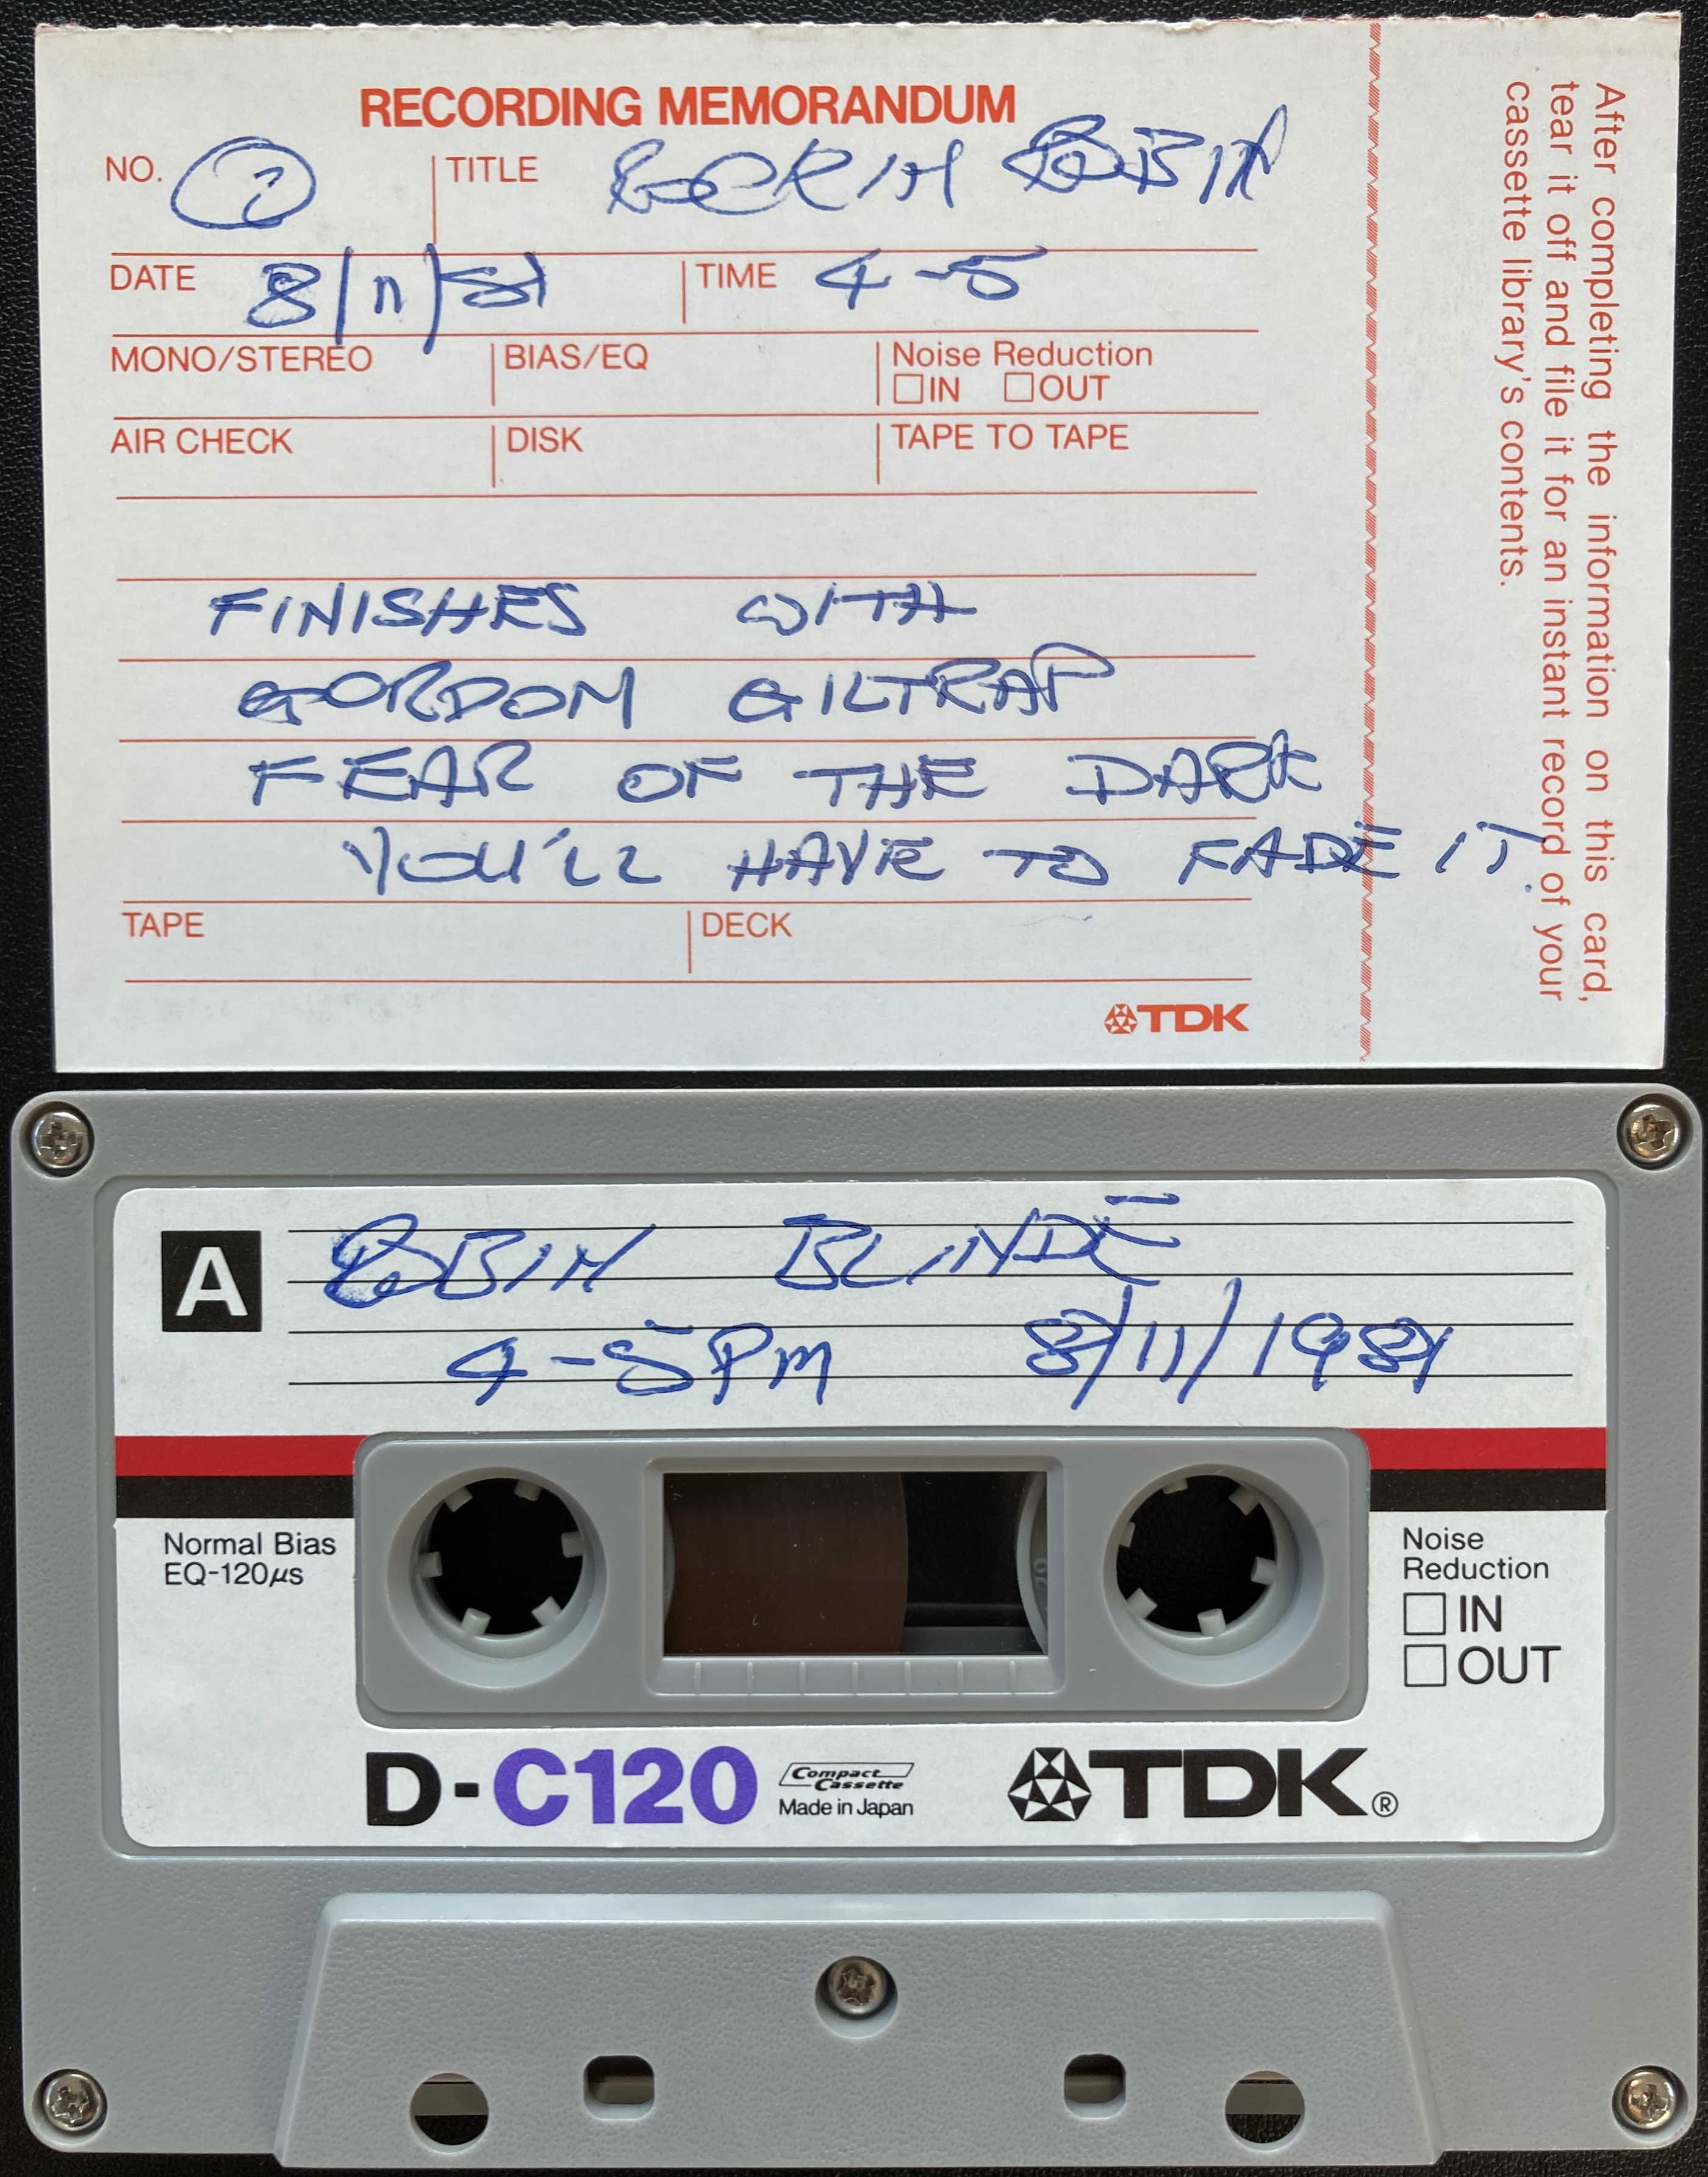 RECORDING MEMORANDUM
NO. 1 TITLE
DATE 8/11/81 TIME 4-5
MONO/STEREO BIAS/EQ Noise Reduction
IN OUT
AIR CHECK DISK TAPE TO TAPE
FINISHES WITH
GORDON GILTRAP
FEAR OF THE DARK
YOU'LL HAVE TO FADE IT.
TAPE DECK
TDK
After completing the information on this card,
tear it off and file it for an instant record of your
cassette library's contents.
A ROBIN BLINDE
4-5PM 8/11/1981
Normal Bias
EQ-120μs
Noise
Reduction
IN
OUT
D-C120 Compact Cassette Made in Japan TDK®